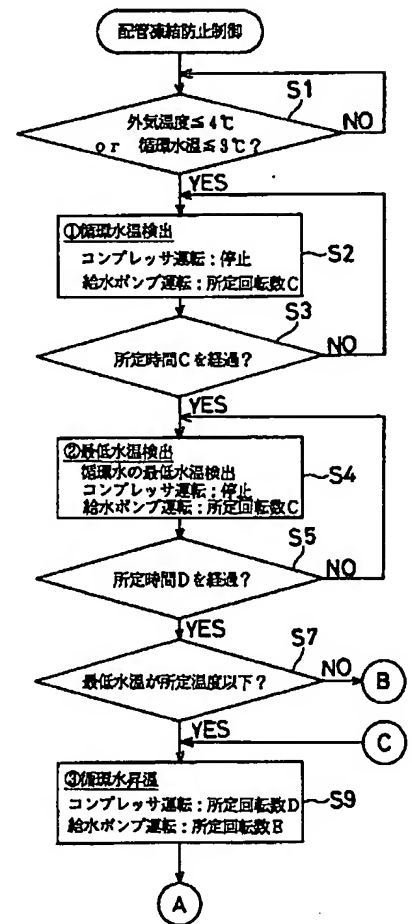 配管凍結防止制御
S1
外気温度≦4℃
or 循環水温≦3℃?
NO
YES
①循環水温検出
コンプレッサ運転:停止
給水ポンプ運転:所定回転数C
S2
S3
所定時間Cを経過?
NO
YES
②最低水温検出
循環水の最低水温検出
コンプレッサ運転:停止
給水ポンプ運転:所定回転数C
S4
S5
所定時間Dを経過?
NO
YES
S7
最低水温が所定温度以下?
NO
B
YES
C
③循環水昇温
コンプレッサ運転:所定回転数D
給水ポンプ運転:所定回転数E
S9
A